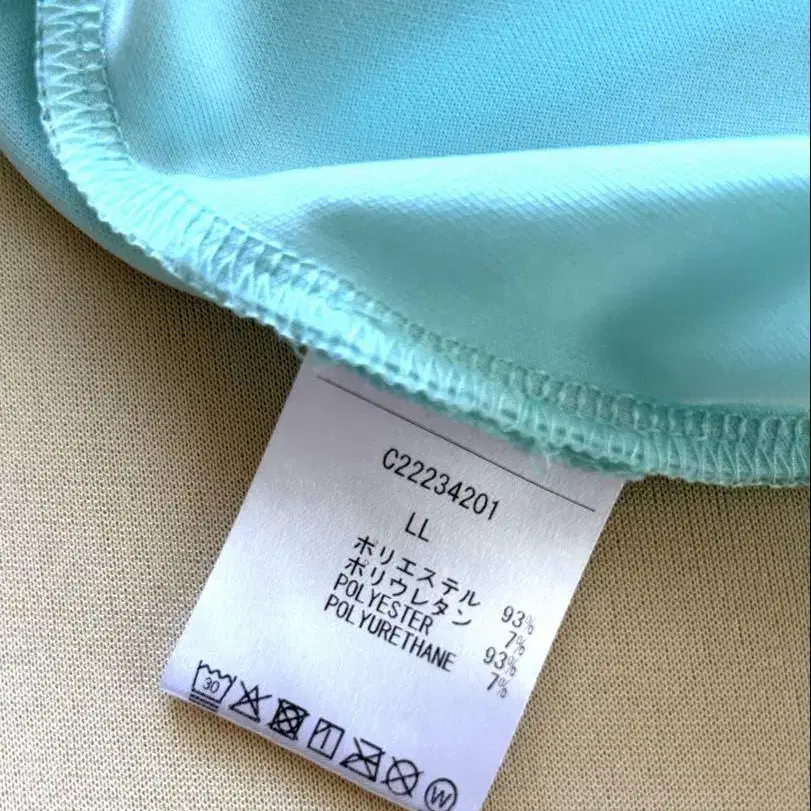 C22234201
LL
ポリエステル 93%
ポリウレタン 7%
POLYESTER 93%
POLYURETHANE 7%
30
W